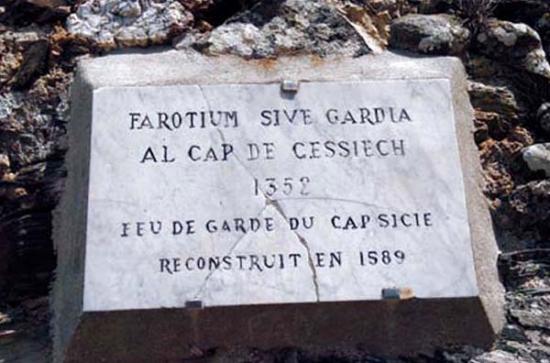 FAROTIUM SIVE GARDIA
AL CAP DE CESSIECH
1352
FEU DE GARDE DU CAP SICIE
RECONSTRUIT EN 1589